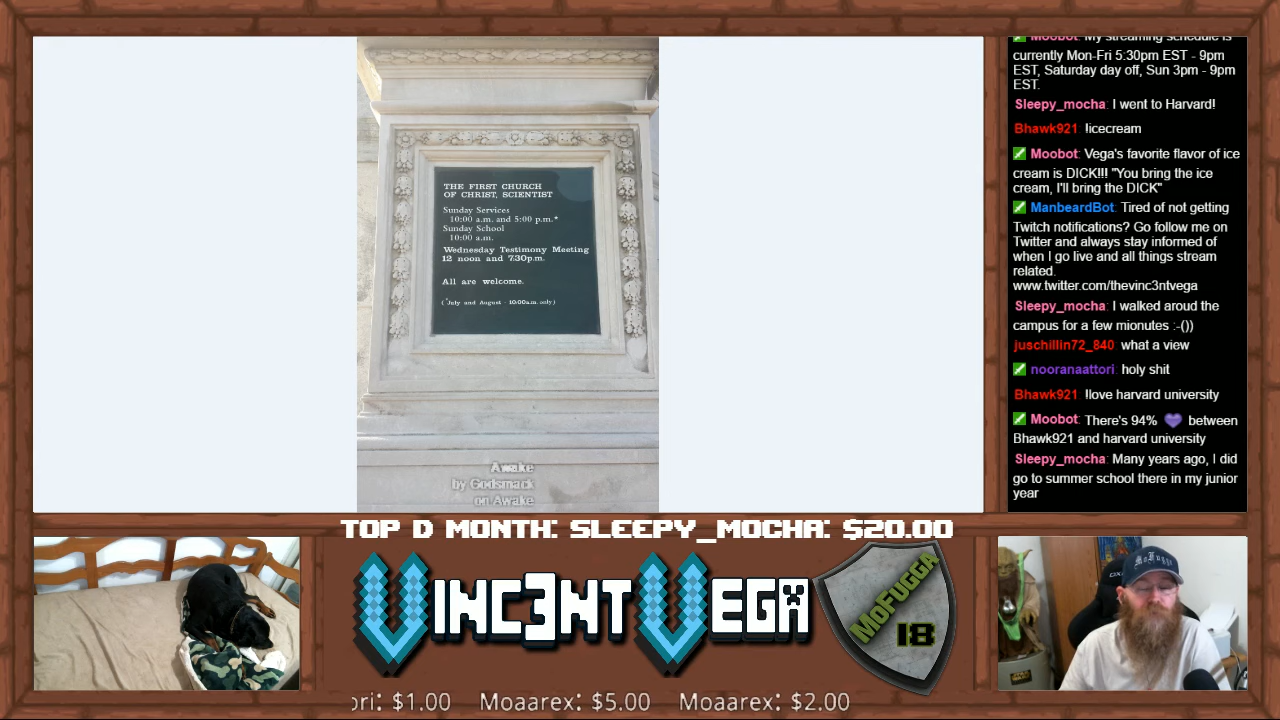 THE FIRST CHURCH
OF CHRIST, SCIENTIST
Sunday Services
10:00 a.m. and 5:00 p.m.*
Sunday School
10:00 a.m.
Wednesday Testimony Meeting
12 noon and 7:30p.m.
All are welcome.
(*July and August - 10:00a.m. only)
Awake
by Godsmack
on Awake
Moobot: My streaming schedule is
currently Mon-Fri 5:30pm EST - 9pm
EST, Saturday day off, Sun 3pm - 9pm
EST.
Sleepy_mocha: I went to Harvard!
Bhawk921: !icecream
Moobot: Vega's favorite flavor of ice
cream is DICK!!! "You bring the ice
cream, I'll bring the DICK"
ManbeardBot: Tired of not getting
Twitch notifications? Go follow me on
Twitter and always stay informed of
when I go live and all things stream
related.
www.twitter.com/thevinc3ntvega
Sleepy_mocha: I walked aroud the
campus for a few mionutes :-())
juschillin72_840: what a view
nooranaattori: holy shit
Bhawk921: !love harvard university
Moobot: There's 94% 💜 between
Bhawk921 and harvard university
Sleepy_mocha: Many years ago, I did
go to summer school there in my junior
year
TOP D MONTH: SLEEPY_MOCHA: $20.00
VINC3NT VEGA
MOFUGGA
18
MoFugga
ori: $1.00 Moaarex: $5.00 Moaarex: $2.00